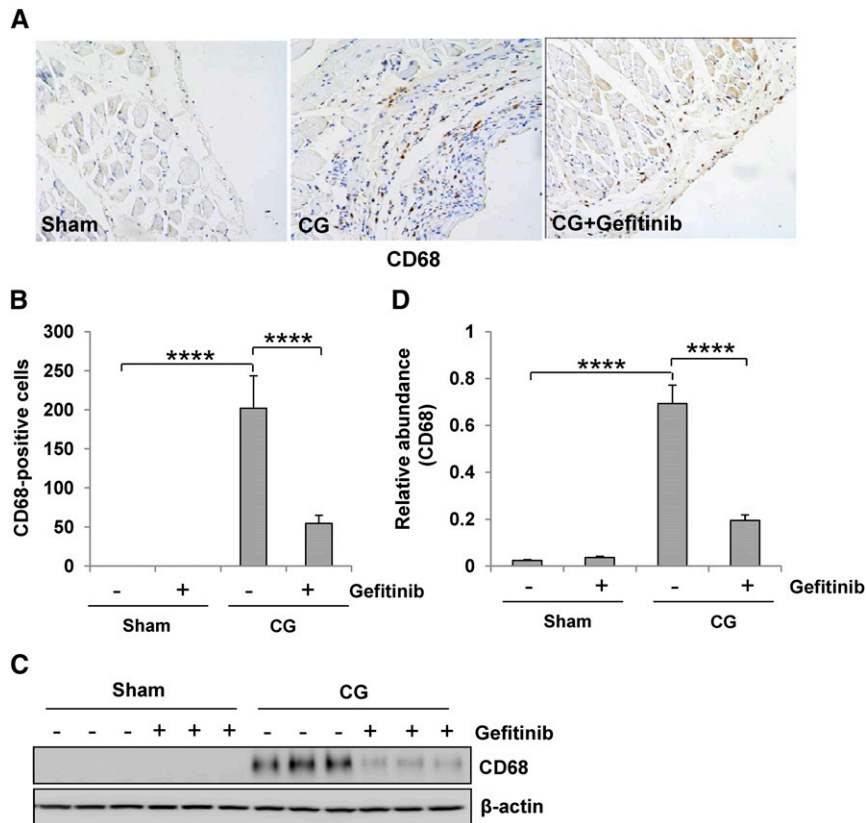 A
Sham
CG
CG+Gefitinib
CD68
B
CD68-positive cells
300
250
200
150
100
50
0
****
****
- + - + Gefitinib
Sham CG
D
Relative abundance
(CD68)
1
0.8
0.6
0.4
0.2
0
****
****
- + - + Gefitinib
Sham CG
C
Sham CG
- - - + + + - - - + + + Gefitinib
CD68
β-actin